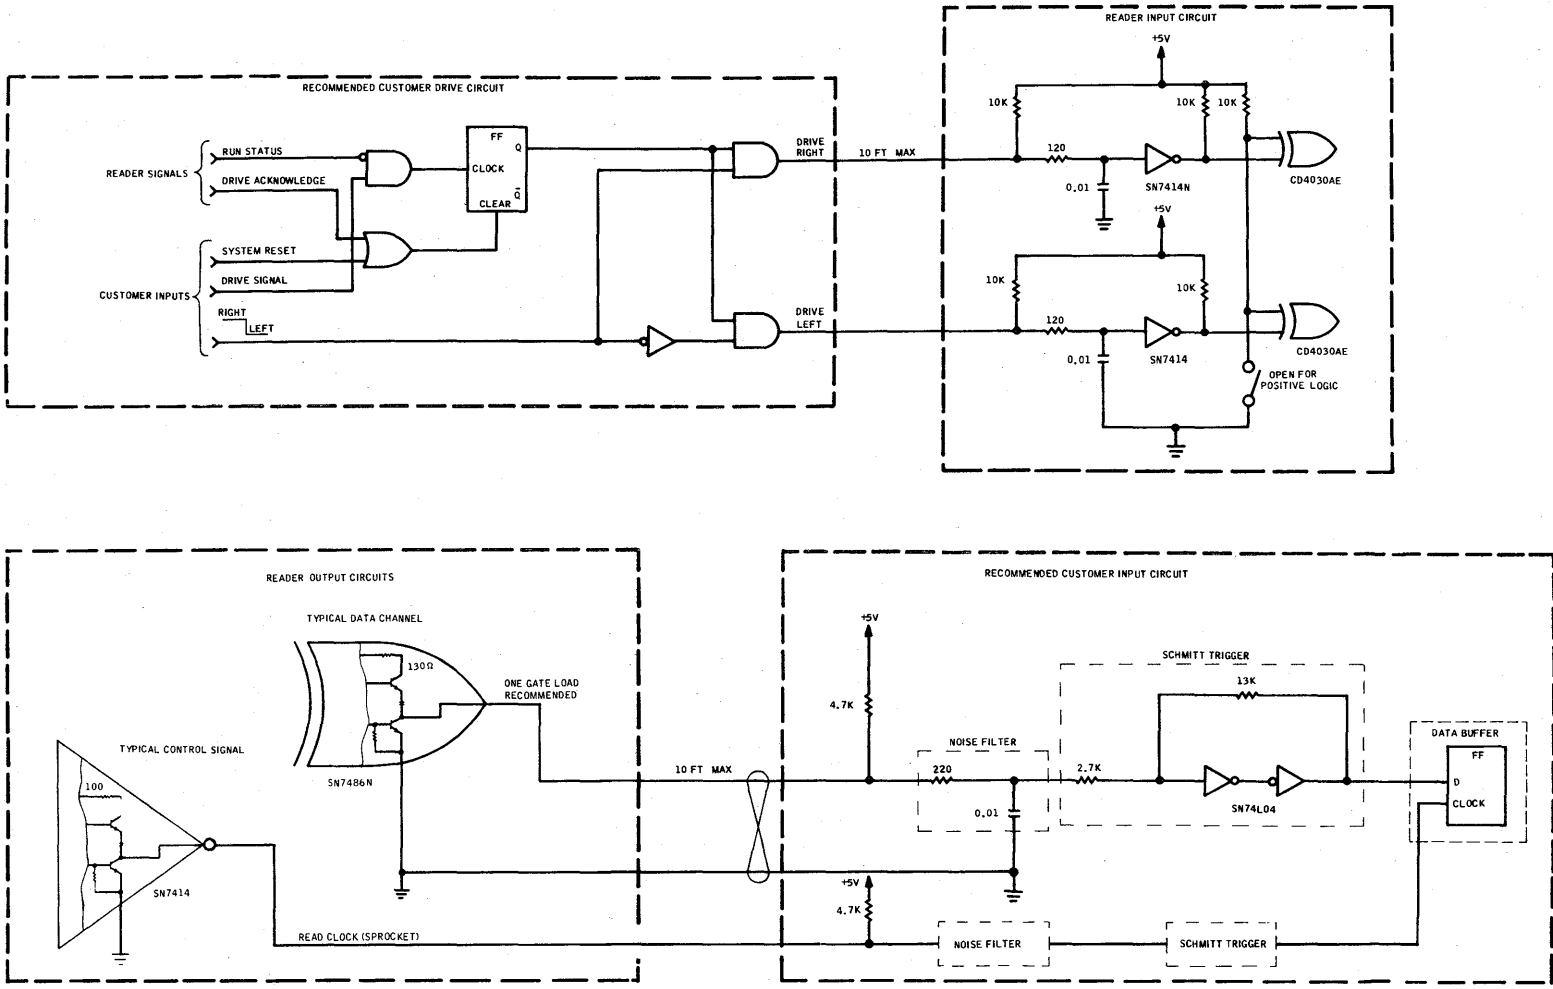 READER INPUT CIRCUIT
+5V
10K
10K
10K
120
0.01
SN7414N
CD4030AE
+5V
10K
10K
120
0.01
SN7414
CD4030AE
OPEN FOR
POSITIVE LOGIC
RECOMMENDED CUSTOMER DRIVE CIRCUIT
READER SIGNALS
RUN STATUS
DRIVE ACKNOWLEDGE
CUSTOMER INPUTS
SYSTEM RESET
DRIVE SIGNAL
RIGHT
LEFT
FF
Q
CLOCK
Q̅
CLEAR
DRIVE
RIGHT
10 FT MAX
DRIVE
LEFT
READER OUTPUT CIRCUITS
TYPICAL DATA CHANNEL
130Ω
ONE GATE LOAD
RECOMMENDED
SN7486N
TYPICAL CONTROL SIGNAL
100
SN7414
READ CLOCK (SPROCKET)
10 FT MAX
RECOMMENDED CUSTOMER INPUT CIRCUIT
+5V
4.7K
NOISE FILTER
220
0.01
SCHMITT TRIGGER
13K
2.7K
SN74L04
DATA BUFFER
FF
D
CLOCK
+5V
4.7K
NOISE FILTER
SCHMITT TRIGGER